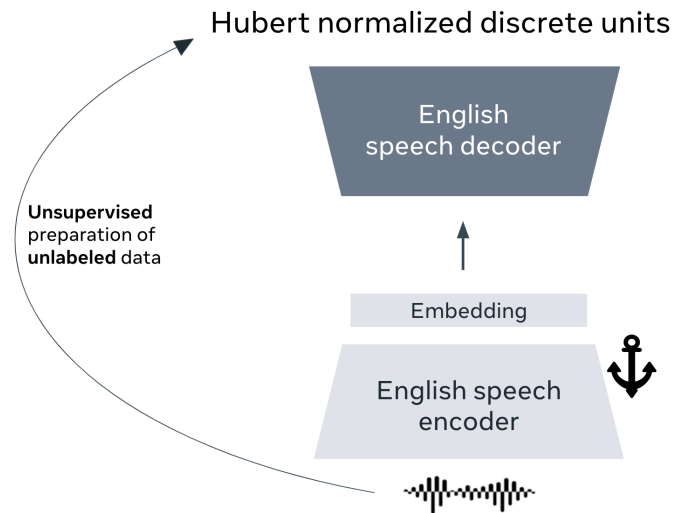 Hubert normalized discrete units
English
speech decoder
Unsupervised
preparation of
unlabeled data
Embedding
English speech
encoder